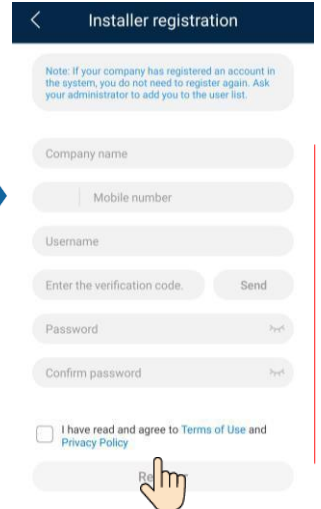 Installer registration
Note: If your company has registered an account in
the system, you do not need to register again. Ask
your administrator to add you to the user list.
Company name
Mobile number
Username
Enter the verification code.
Send
Password
Confirm password
I have read and agree to Terms of Use and
Privacy Policy